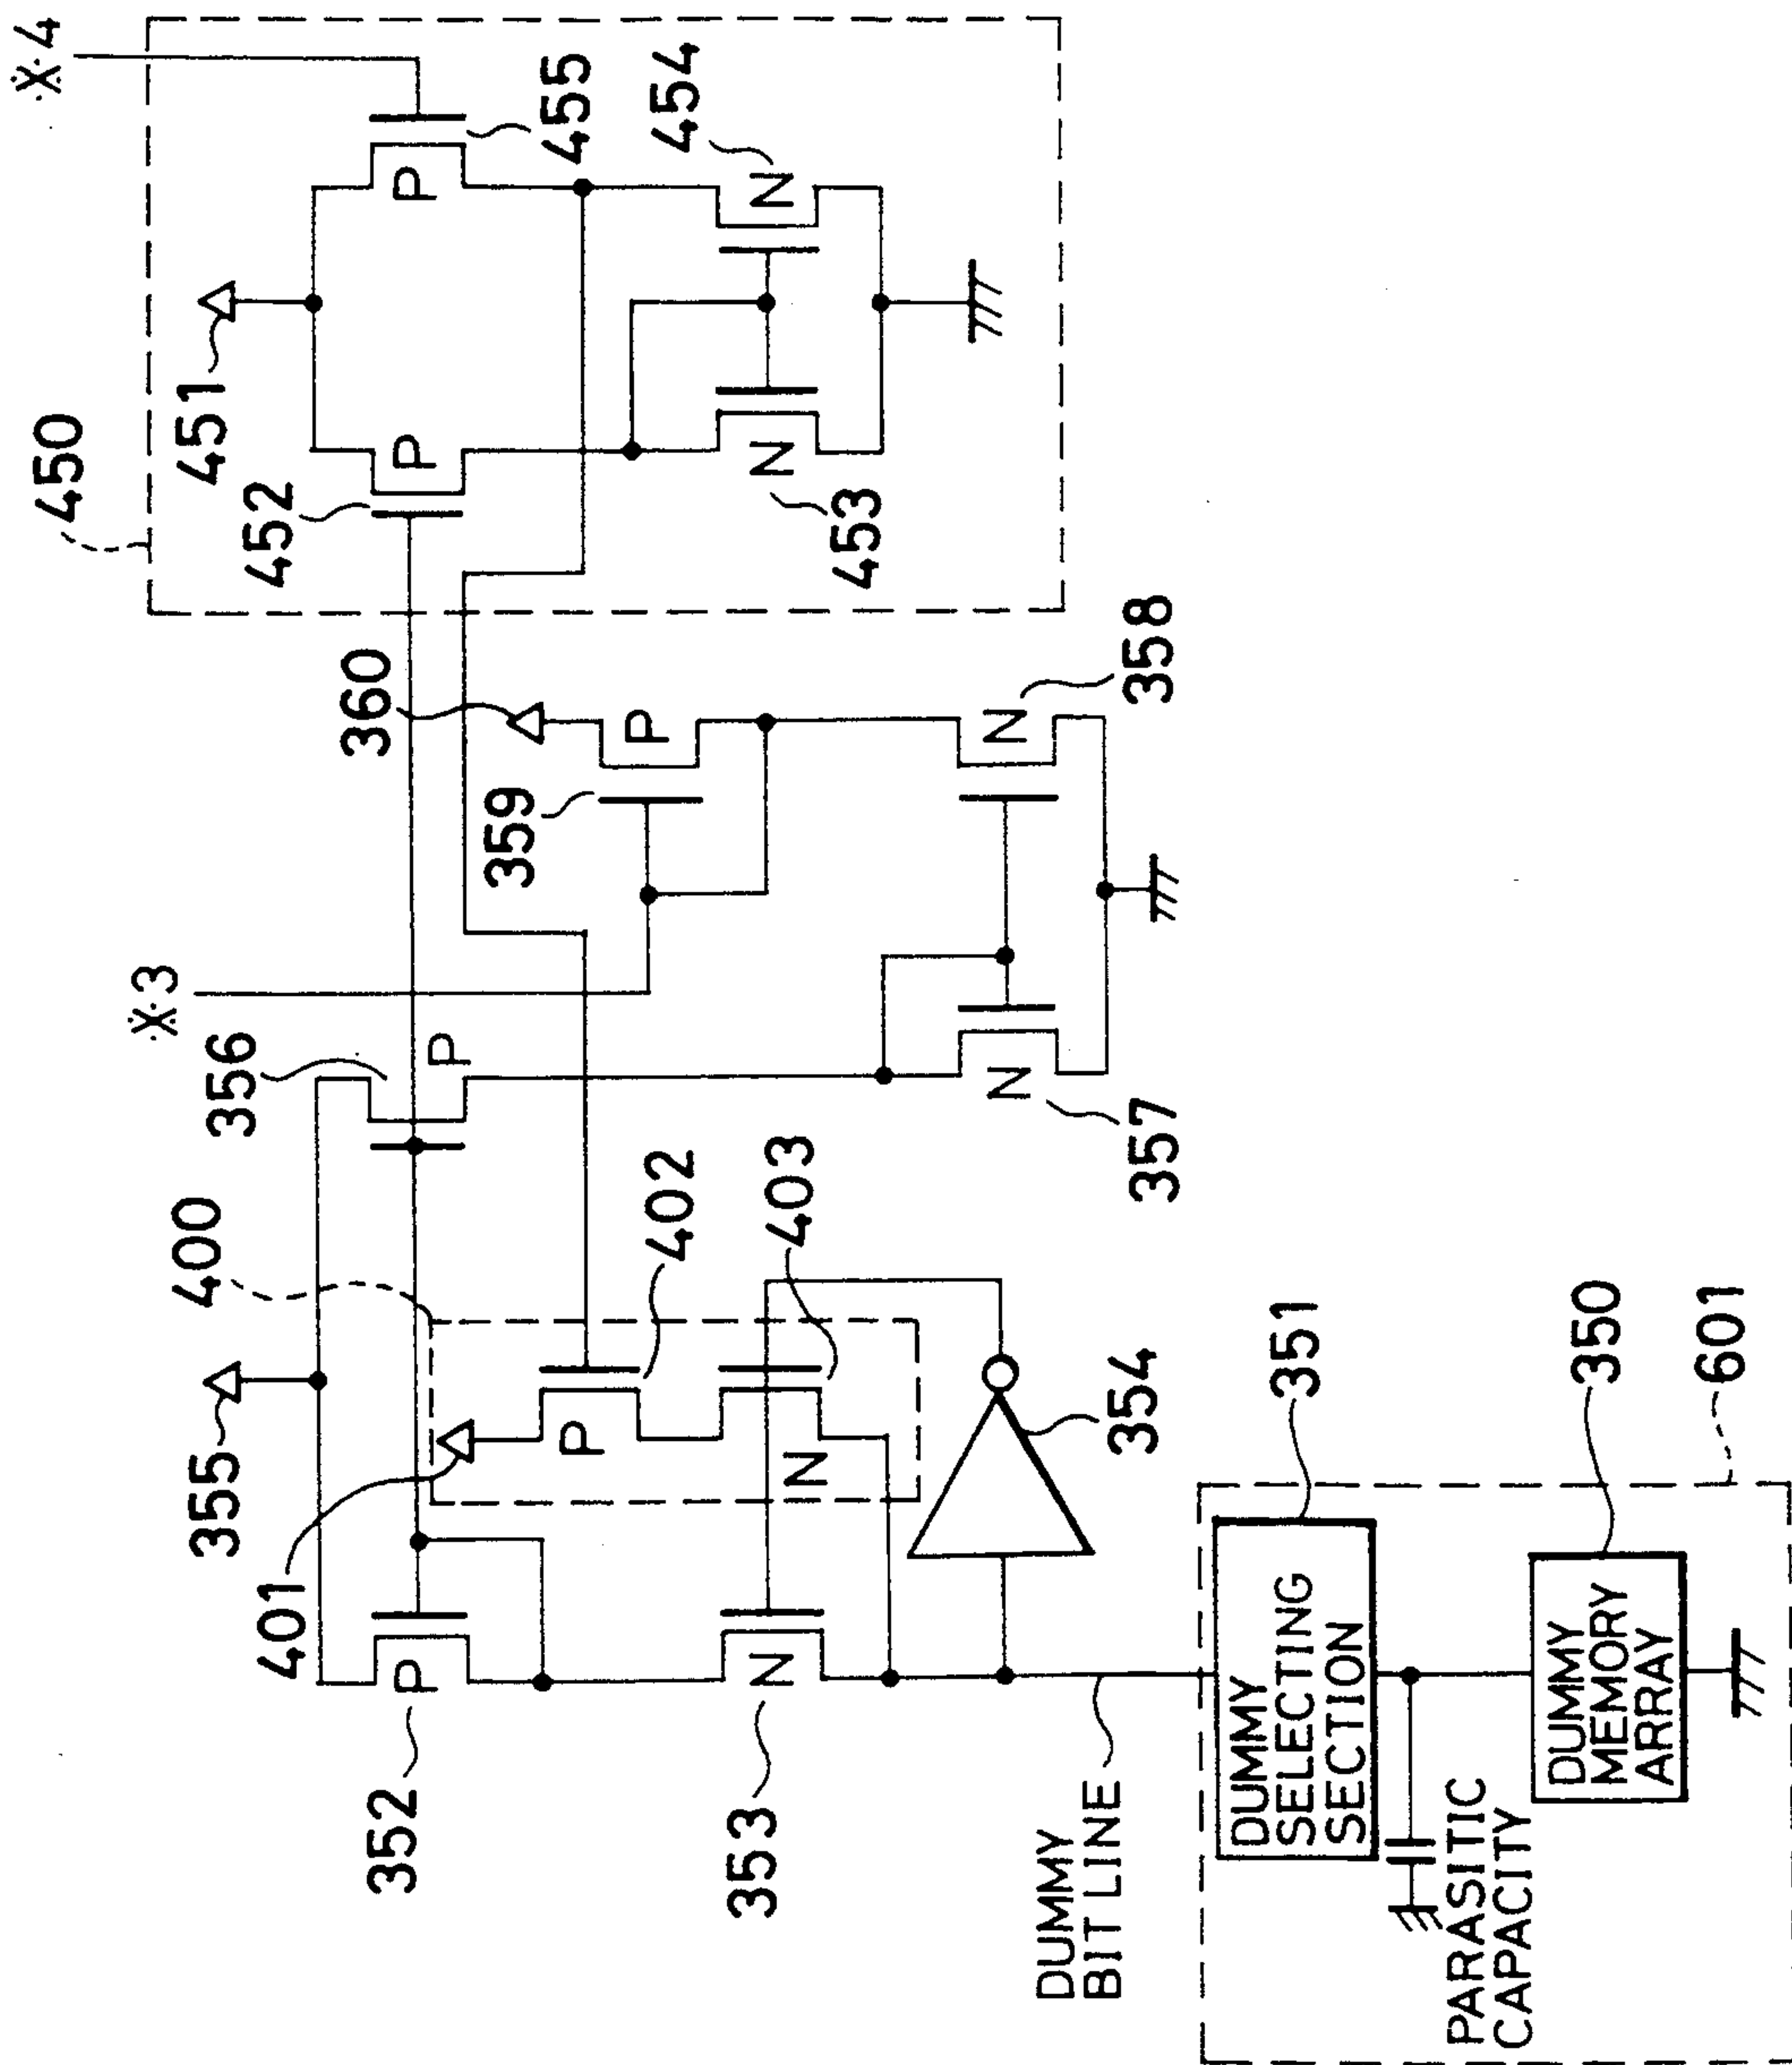 ※4
450
451
452
P
P
455
N
N
454
453
※3
360
359
P
358
N
N
357
356
P
400
402
403
355
401
P
N
352
P
353
N
354
DUMMY
BIT LINE
351
DUMMY
SELECTING
SECTION
350
DUMMY
MEMORY
ARRAY
601
PARASITIC
CAPACITY